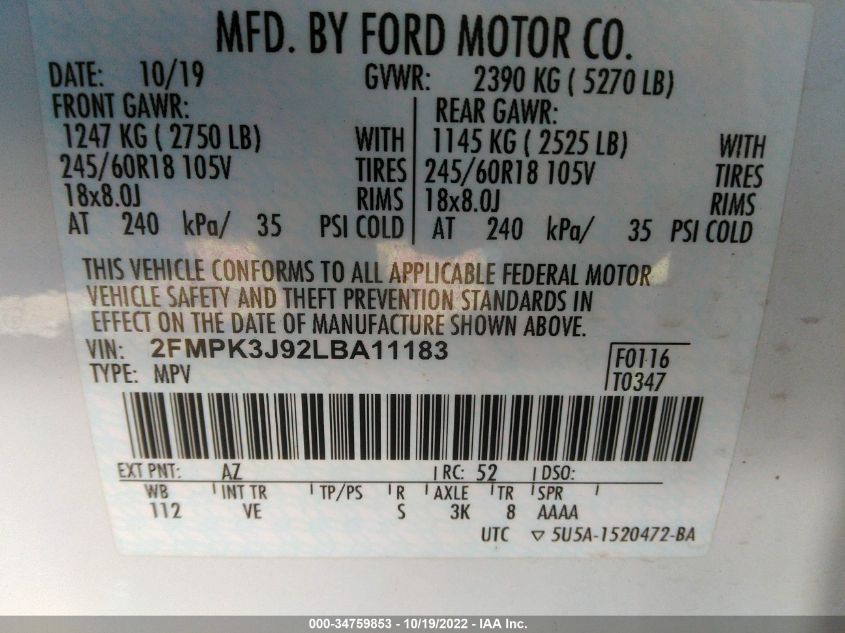 MFD. BY FORD MOTOR CO.
DATE: 10/19 GVWR: 2390 KG ( 5270 LB)
FRONT GAWR: REAR GAWR:
1247 KG ( 2750 LB) WITH 1145 KG ( 2525 LB) WITH
245/60R18 105V TIRES 245/60R18 105V TIRES
18x8.0J RIMS 18x8.0J RIMS
AT 240 kPa/ 35 PSI COLD AT 240 kPa/ 35 PSI COLD
THIS VEHICLE CONFORMS TO ALL APPLICABLE FEDERAL MOTOR
VEHICLE SAFETY AND THEFT PREVENTION STANDARDS IN
EFFECT ON THE DATE OF MANUFACTURE SHOWN ABOVE.
VIN: 2FMPK3J92LBA11183
TYPE: MPV
F0116
T0347
EXT PNT: AZ RC: 52 DSO:
WB INT TR TP/PS R AXLE TR SPR
112 VE S 3K 8 AAAA
UTC ▽ 5U5A-1520472-BA
000-34759853 - 10/19/2022 - IAA Inc.